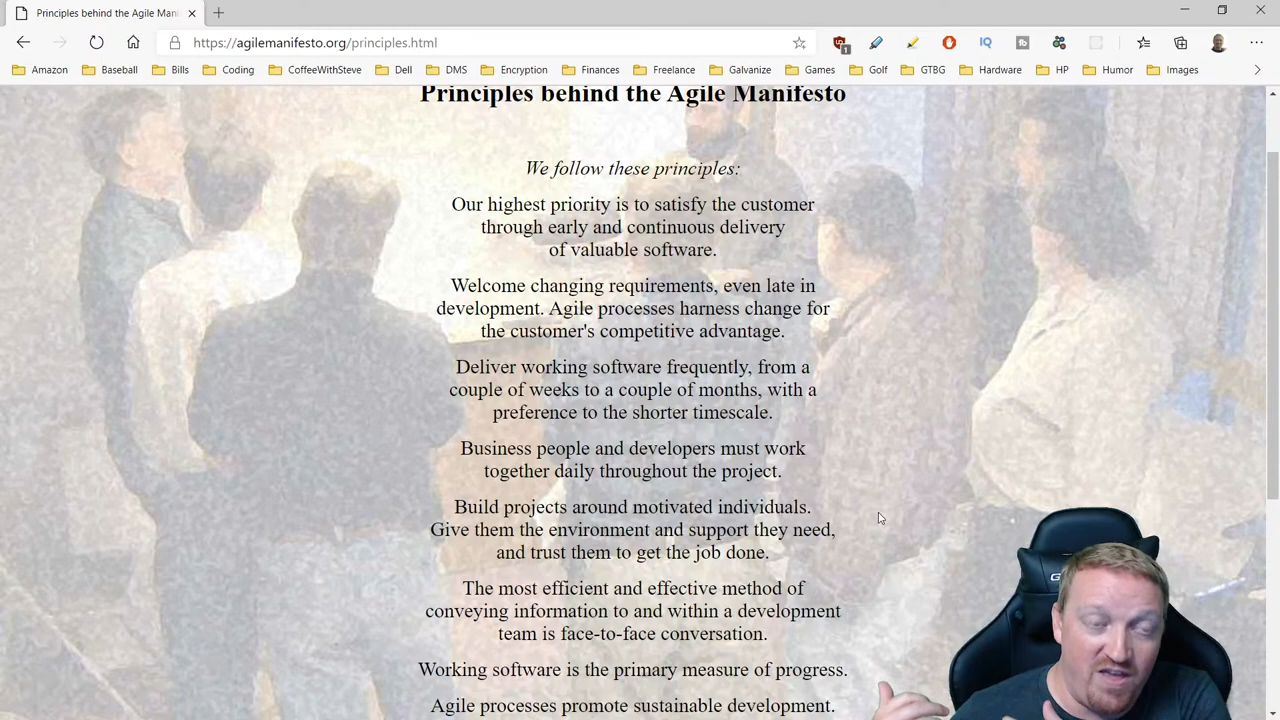 Principles behind the Agile Mani
https://agilemanifesto.org/principles.html
1
IQ
Amazon
Baseball
Bills
Coding
CoffeeWithSteve
Dell
DMS
Encryption
Finances
Freelance
Galvanize
Games
Golf
GTBG
Hardware
HP
Humor
Images
Principles behind the Agile Manifesto
We follow these principles:
Our highest priority is to satisfy the customer
through early and continuous delivery
of valuable software.
Welcome changing requirements, even late in
development. Agile processes harness change for
the customer's competitive advantage.
Deliver working software frequently, from a
couple of weeks to a couple of months, with a
preference to the shorter timescale.
Business people and developers must work
together daily throughout the project.
Build projects around motivated individuals.
Give them the environment and support they need,
and trust them to get the job done.
The most efficient and effective method of
conveying information to and within a development
team is face-to-face conversation.
Working software is the primary measure of progress.
Agile processes promote sustainable development.